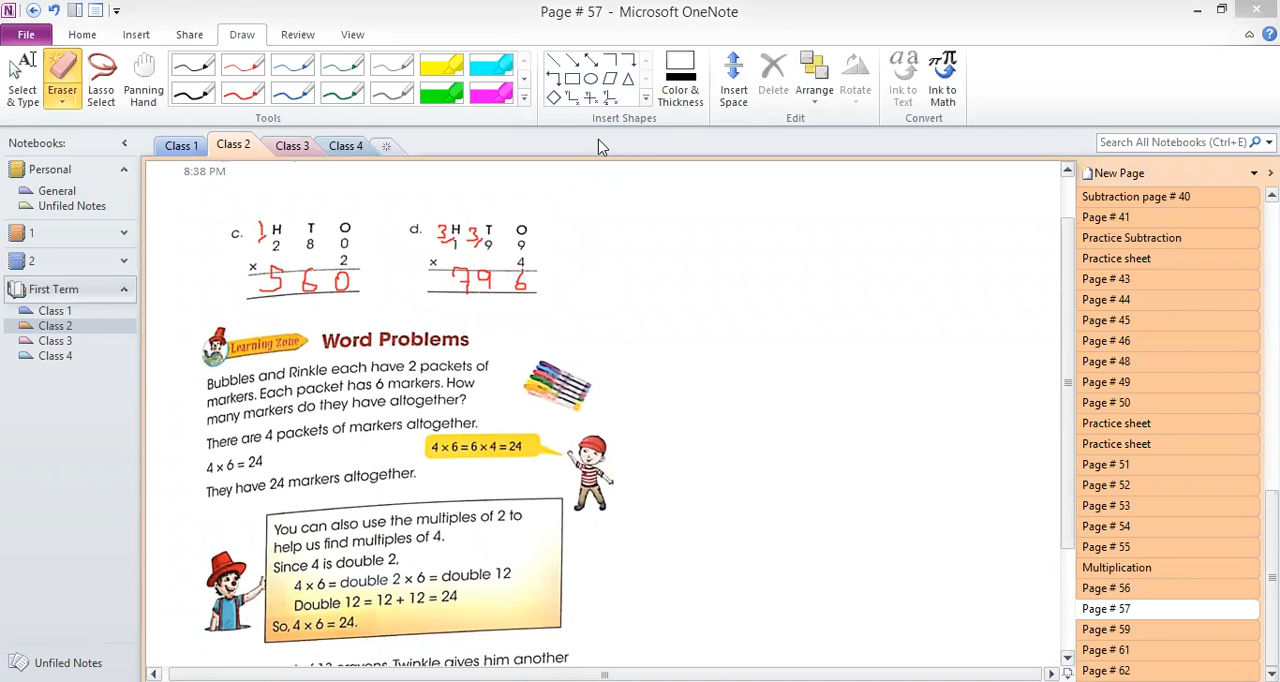 Page # 57 - Microsoft OneNote
File Home Insert Share Draw Review View
Select & Type
Eraser
Lasso Select
Panning Hand
Color & Thickness
Insert Space
Delete
Arrange
Rotate
Ink to Text
Ink to Math
Tools
Insert Shapes
Edit
Convert
Notebooks:
Class 1 Class 2 Class 3 Class 4
Search All Notebooks (Ctrl+E)
Personal
General
Unfiled Notes
1
2
First Term
Class 1
Class 2
Class 3
Class 4
Unfiled Notes
8:38 PM
c. 1 H T O
2 8 0
× 2
5 6 0
d. 3 H 3 T O
1 9 9
× 4
7 9 6
Learning Zone
Word Problems
Bubbles and Rinkle each have 2 packets of
markers. Each packet has 6 markers. How
many markers do they have altogether?
There are 4 packets of markers altogether.
4 × 6 = 6 × 4 = 24
4 × 6 = 24
They have 24 markers altogether.
You can also use the multiples of 2 to
help us find multiples of 4.
Since 4 is double 2,
4 × 6 = double 2 × 6 = double 12
Double 12 = 12 + 12 = 24
So, 4 × 6 = 24.
of 13 crayons. Twinkle gives him another
New Page
Subtraction page # 40
Page # 41
Practice Subtraction
Practice sheet
Page # 43
Page # 44
Page # 45
Page # 46
Page # 48
Page # 49
Page # 50
Practice sheet
Practice sheet
Page # 51
Page # 52
Page # 53
Page # 54
Page # 55
Multiplication
Page # 56
Page # 57
Page # 59
Page # 61
Page # 62